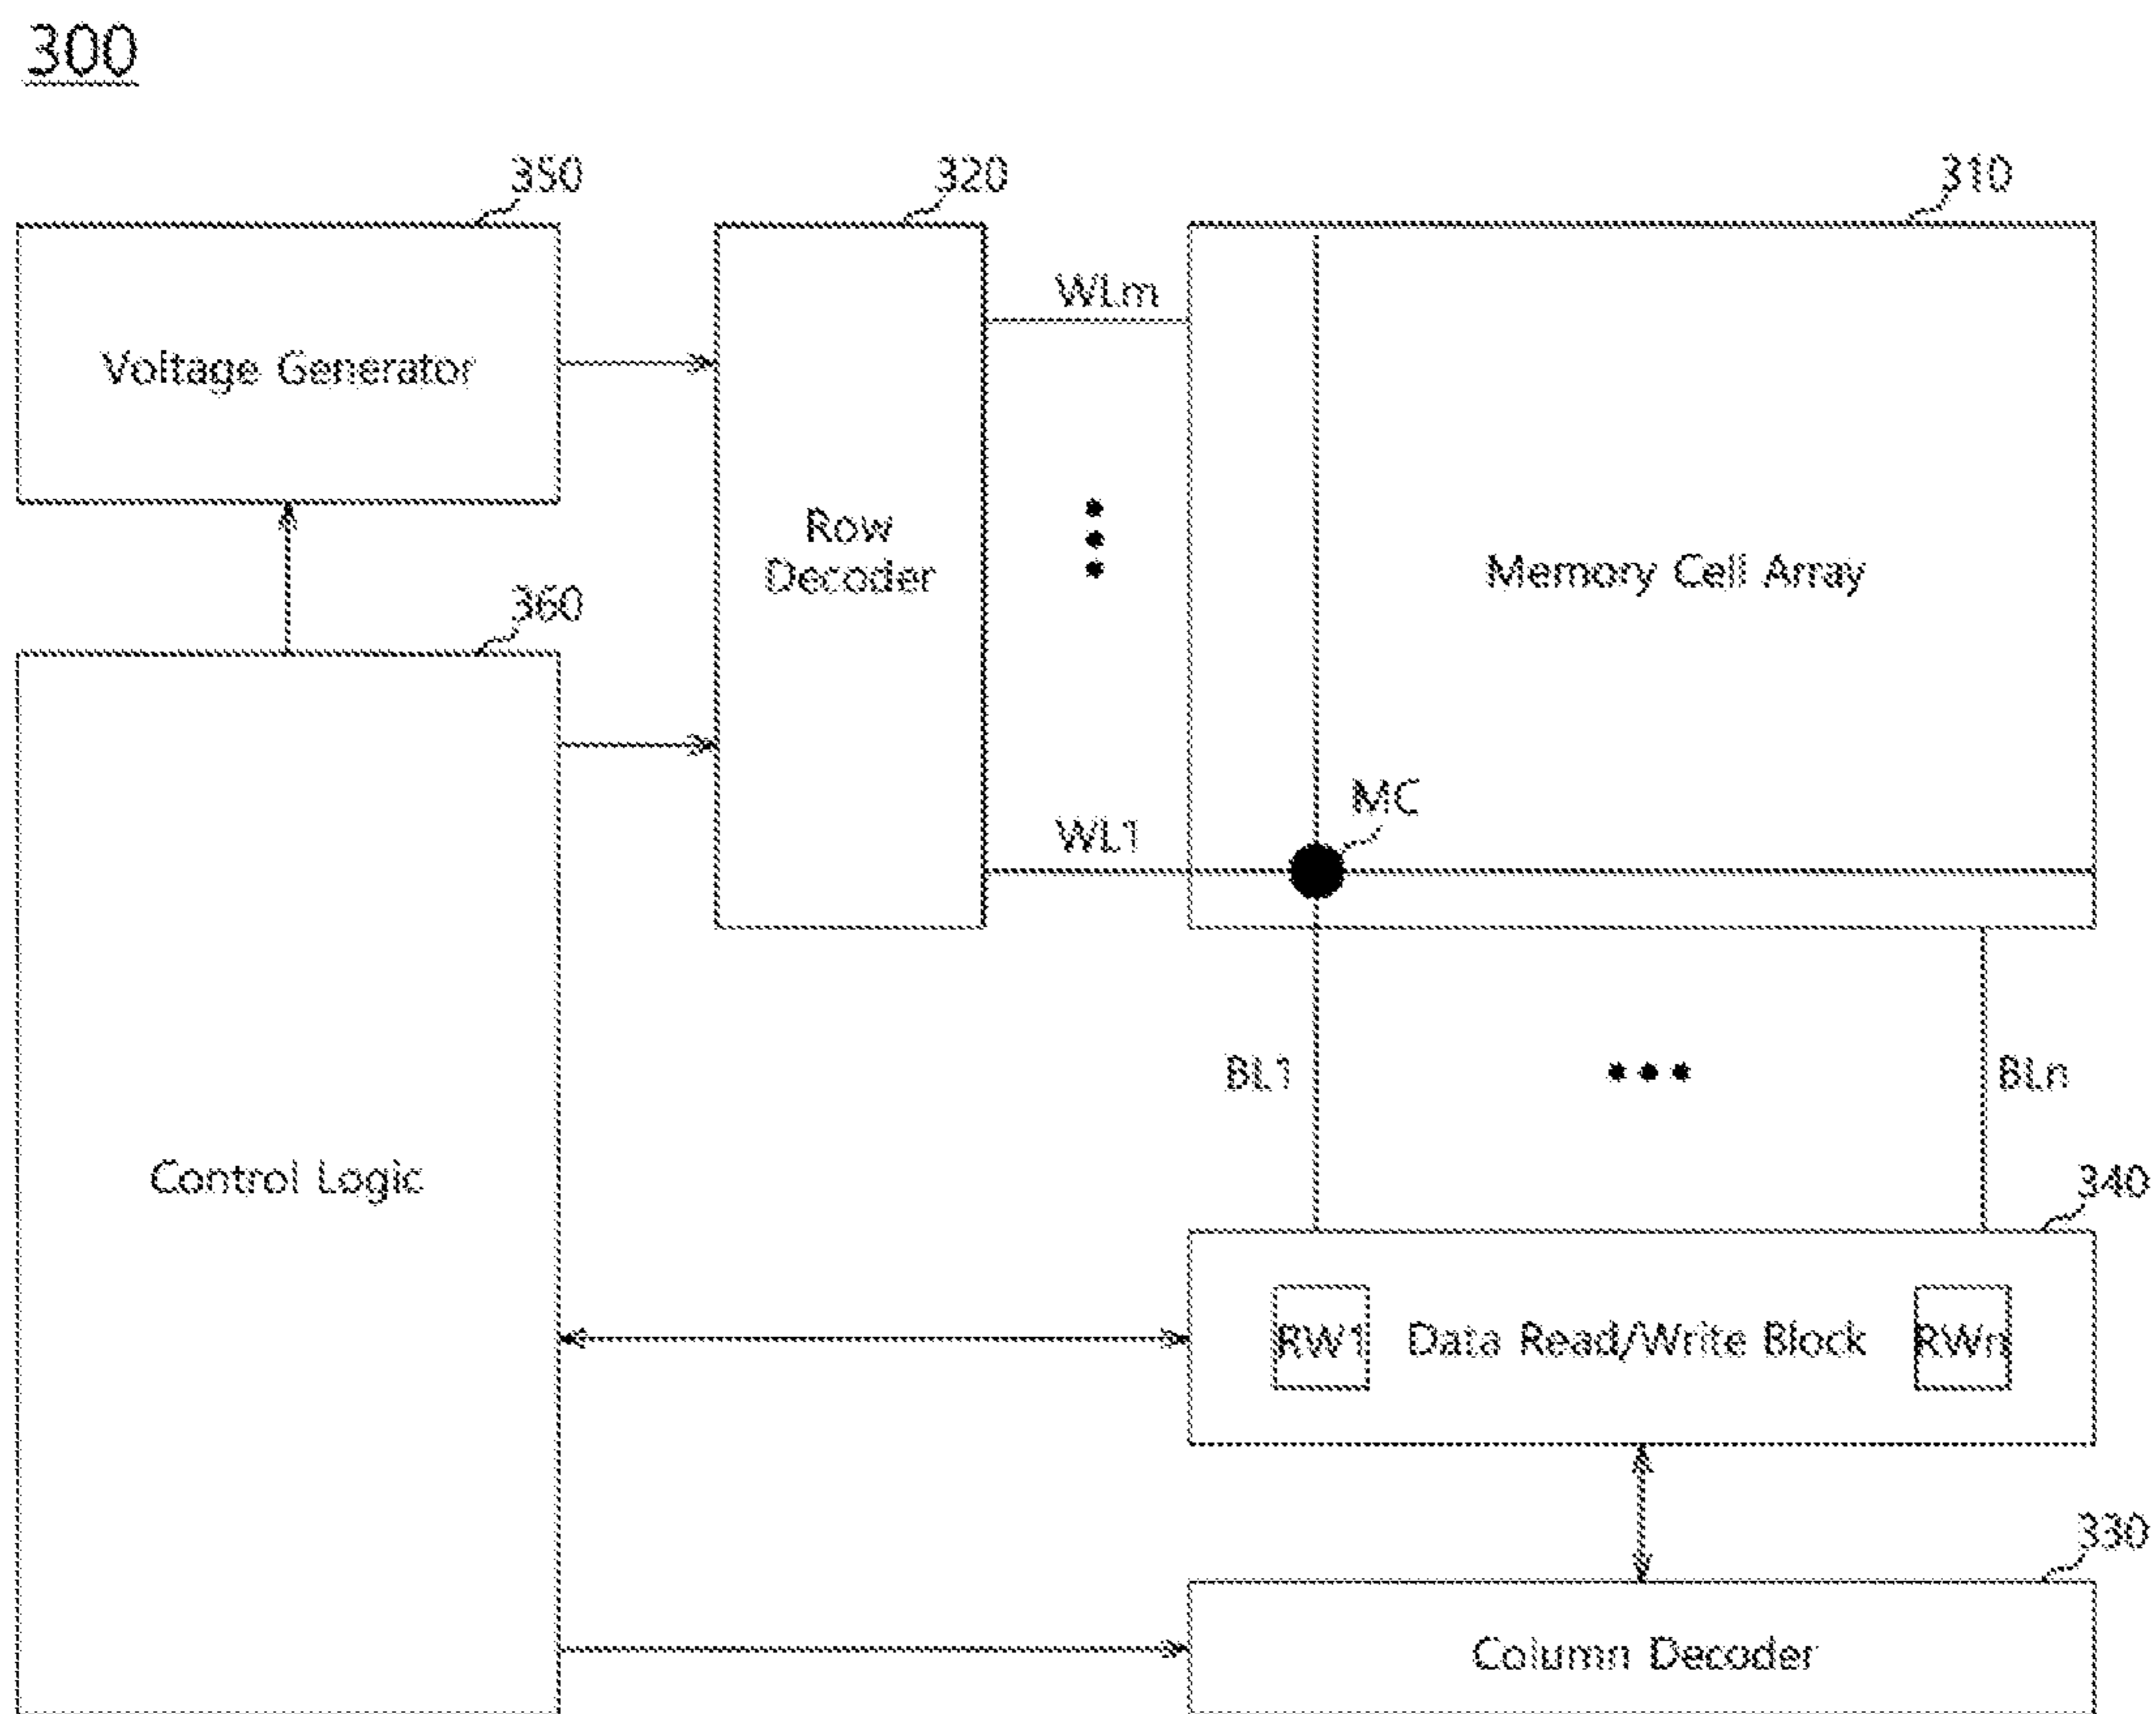 300
350
320
310
WLm
Voltage Generator
Row
Decoder
Memory Cell Array
360
MC
WL1
BL1
BLn
Control Logic
340
RW1
Data Read/Write Block
RWn
330
Column Decoder